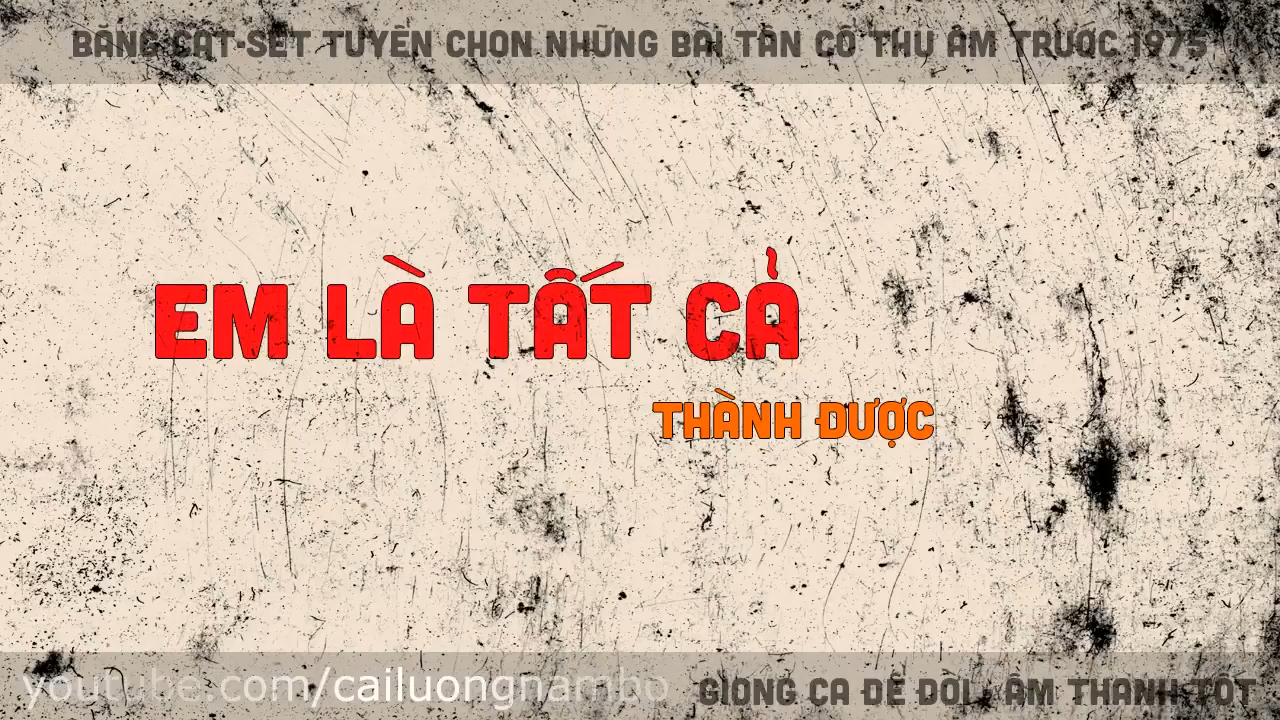 BĂNG CÁT-SÉT TUYỂN CHỌN NHỮNG BÀI TÂN CỔ THU ÂM TRƯỚC 1975
EM LÀ TẤT CẢ
THÀNH ĐƯỢC
youtube.com/cailuongnambo
GIỌNG CA ĐỂ ĐỜI, ÂM THANH TỐT